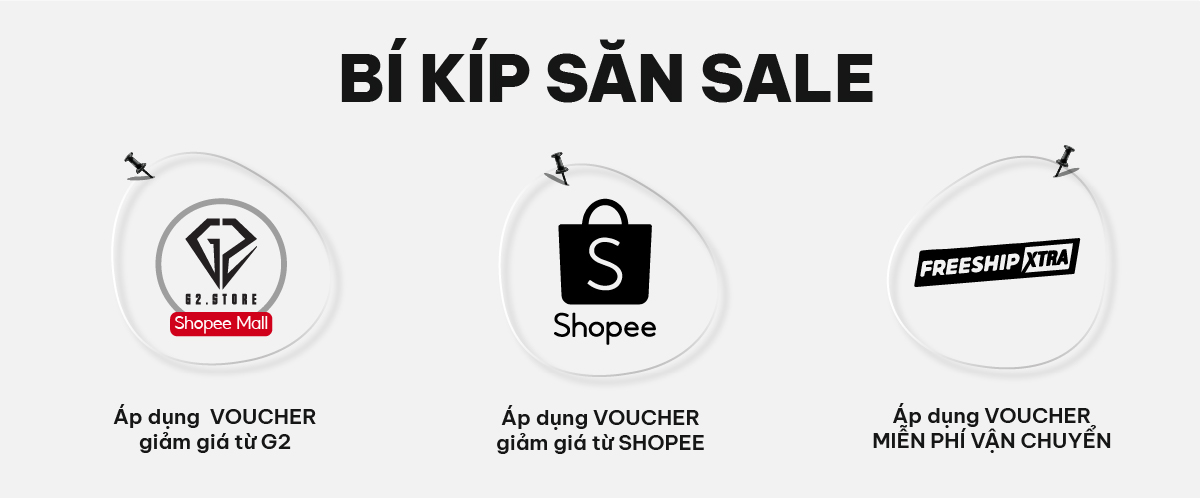 BÍ KÍP SĂN SALE
G2.STORE
Shopee Mall
Áp dụng VOUCHER
giảm giá từ G2
S
Shopee
Áp dụng VOUCHER
giảm giá từ SHOPEE
FREESHIP XTRA
Áp dụng VOUCHER
MIỄN PHÍ VẬN CHUYỂN